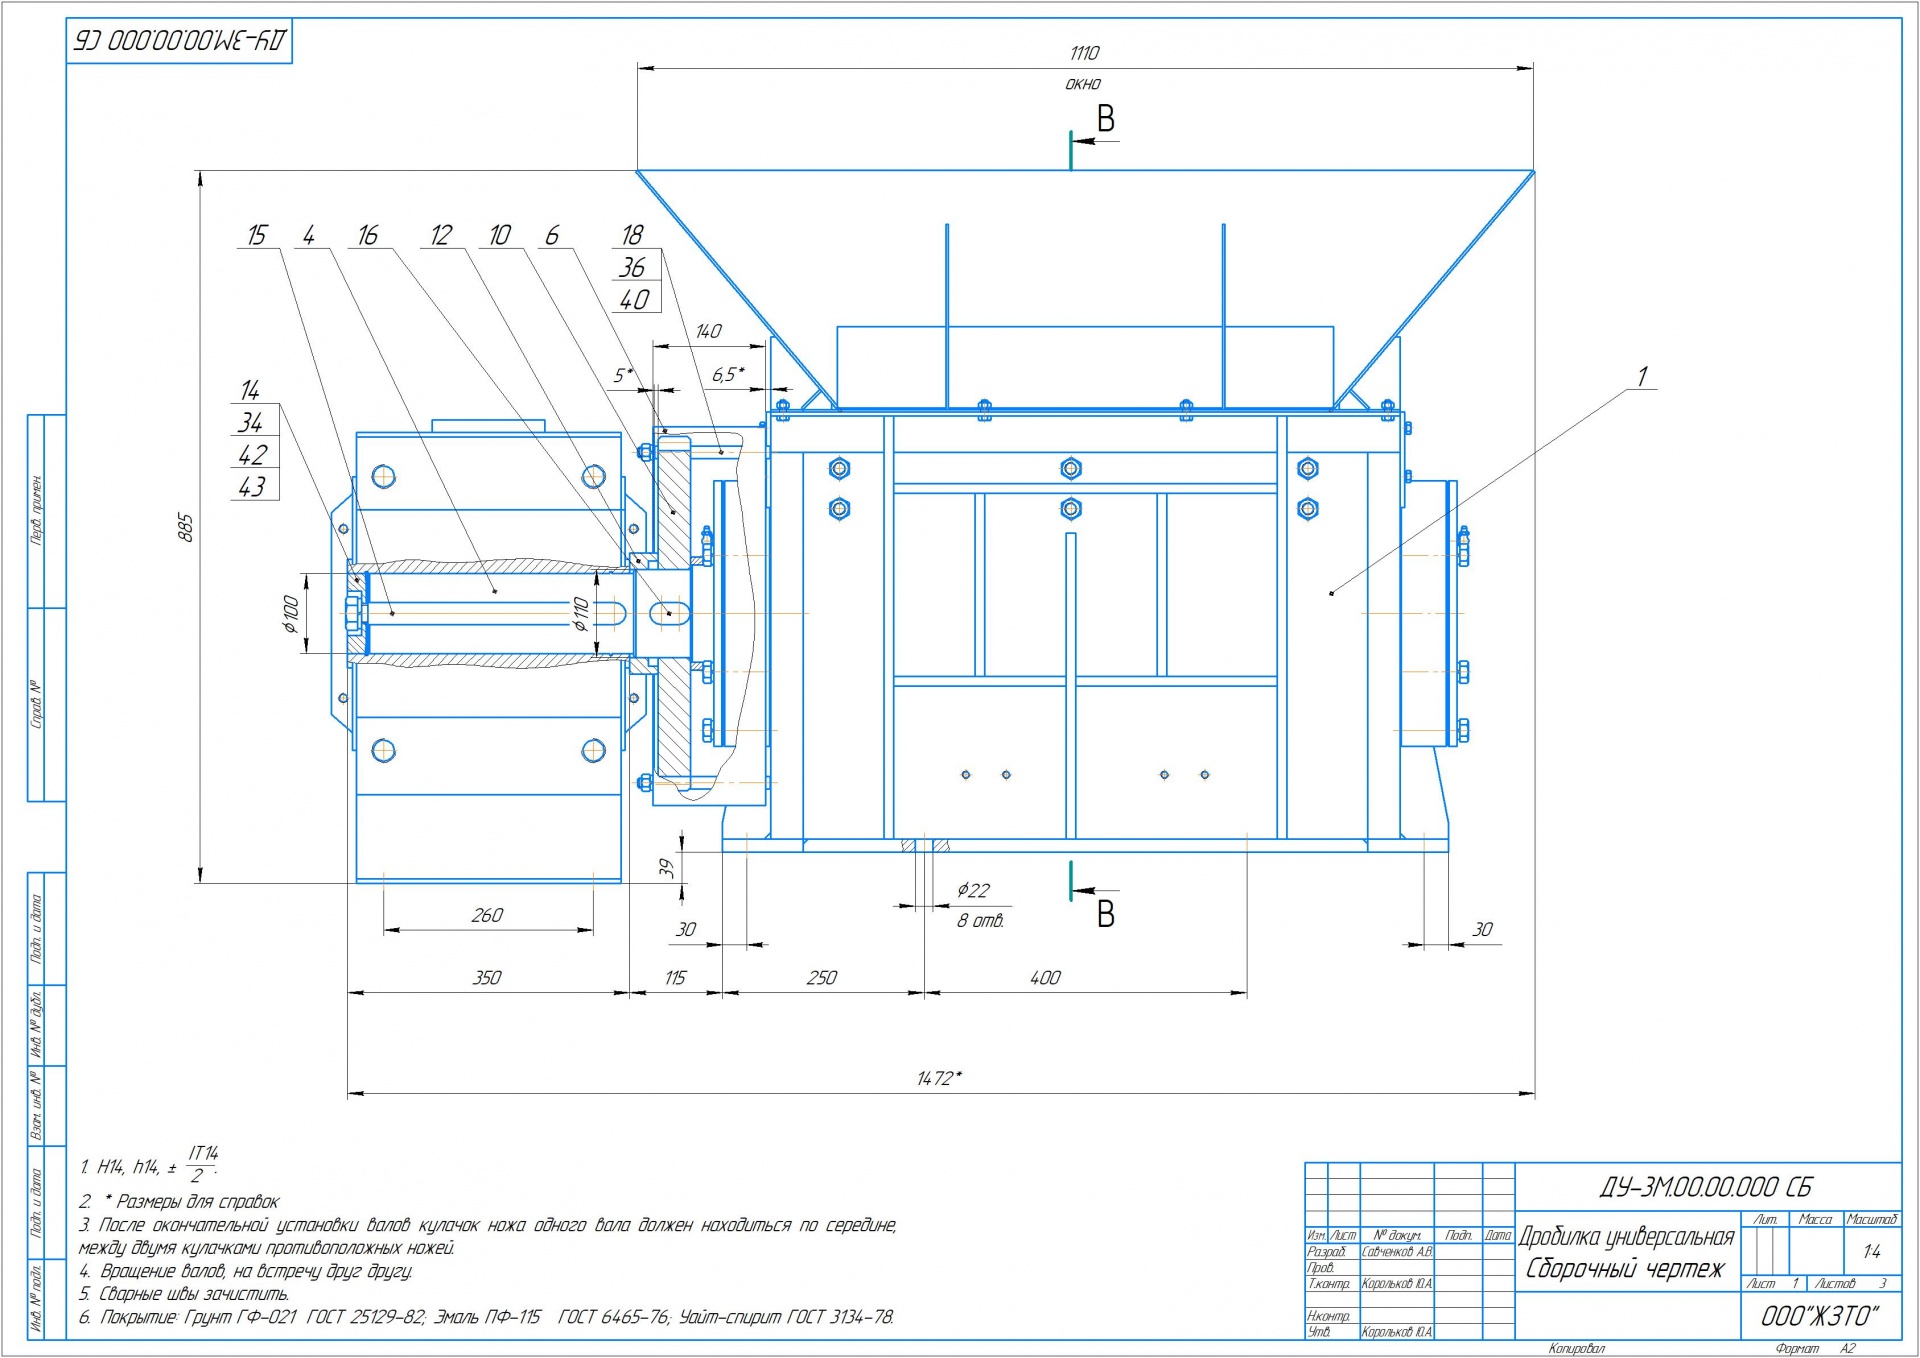 ДУ-3М.00.00.000 СБ
1110
окно
В
15
4
16
12
10
6
18
36
40
140
5*
6,5*
1
14
34
42
43
885
⌀100
⌀110
39
⌀22
8 отв.
В
260
30
30
350
115
250
400
1472*
Перв. примен.
Справ. №
Подп. и дата
Инв. № дубл.
Взам. инв. №
Подп. и дата
Инв. № подл.
1. H14, h14, ± IT14/2.
2. * Размеры для справок
3. После окончательной установки валов кулачок ножа одного вала должен находиться по середине,
между двумя кулачками противоположных ножей.
4. Вращение валов, на встречу друг другу.
5. Сварные швы зачистить.
6. Покрытие: Грунт ГФ-021 ГОСТ 25129-82; Эмаль ПФ-115 ГОСТ 6465-76; Уайт-спирит ГОСТ 3134-78.
ДУ-3М.00.00.000 СБ
Изм. Лист № докум. Подп. Дата
Разраб. Савченков А.В.
Пров.
Т.контр. Корольков Ю.А.
Н.контр.
Утв. Корольков Ю.А.
Дробилка универсальная
Сборочный чертеж
Лит. Масса Масштаб
1:4
Лист 1 Листов 3
ООО"ЖЗТО"
Копировал Формат А2